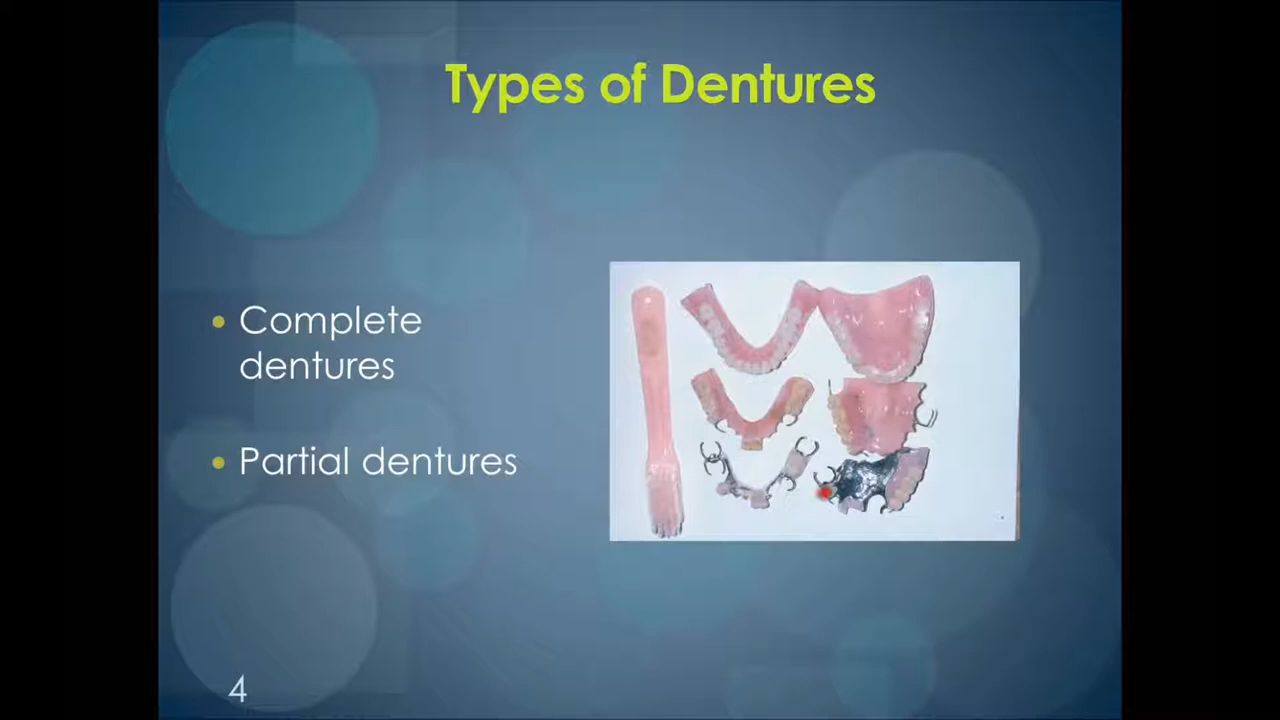 Types of Dentures
Complete
dentures
Partial dentures
4